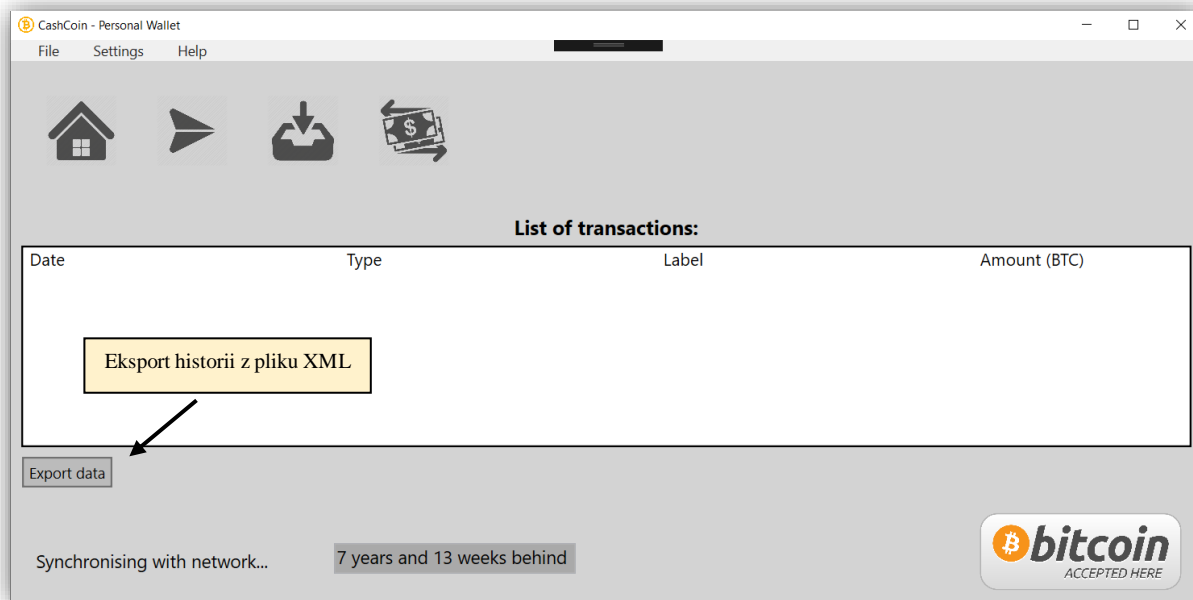 CashCoin - Personal Wallet
File Settings Help
List of transactions:
Date Type Label Amount (BTC)
Eksport historii z pliku XML
Export data
Synchronising with network... 7 years and 13 weeks behind
bitcoin
ACCEPTED HERE